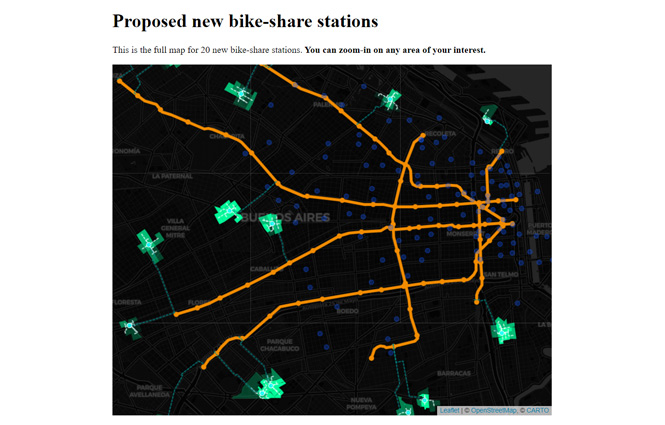 Proposed new bike-share stations
This is the full map for 20 new bike-share stations. You can zoom-in on any area of your interest.
PALERMO
CHACARITA
RECOLETA
RETIRO
LA PATERNAL
BUENOS AIRES
VILLA
GENERAL
MITRE
MONSERRAT
PUERTO
MADERO
CABALLITO
SAN TELMO
FLORESTA
FLORES
BOEDO
PARQUE
CHACABUCO
BARRACAS
PARQUE
AVELLANEDA
NUEVA
POMPEYA
Leaflet | © OpenStreetMap, © CARTO